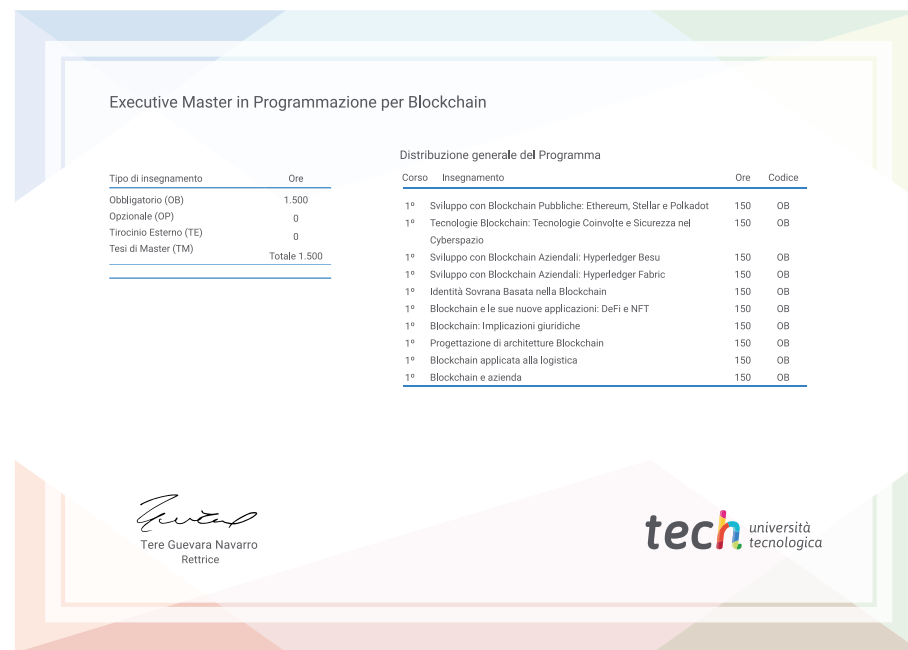 Executive Master in Programmazione per Blockchain
Tipo di insegnamento Ore
Obbligatorio (OB) 1.500
Opzionale (OP) 0
Tirocinio Esterno (TE) 0
Tesi di Master (TM)
Totale 1.500
Distribuzione generale del Programma
Corso Insegnamento Ore Codice
1º Sviluppo con Blockchain Pubbliche: Ethereum, Stellar e Polkadot 150 OB
1º Tecnologie Blockchain: Tecnologie Coinvolte e Sicurezza nel 150 OB
Cyberspazio
1º Sviluppo con Blockchain Aziendali: Hyperledger Besu 150 OB
1º Sviluppo con Blockchain Aziendali: Hyperledger Fabric 150 OB
1º Identità Sovrana Basata nella Blockchain 150 OB
1º Blockchain e le sue nuove applicazioni: DeFi e NFT 150 OB
1º Blockchain: Implicazioni giuridiche 150 OB
1º Progettazione di architetture Blockchain 150 OB
1º Blockchain applicata alla logistica 150 OB
1º Blockchain e azienda 150 OB
Tere Guevara Navarro
Rettrice
tech università
tecnologica